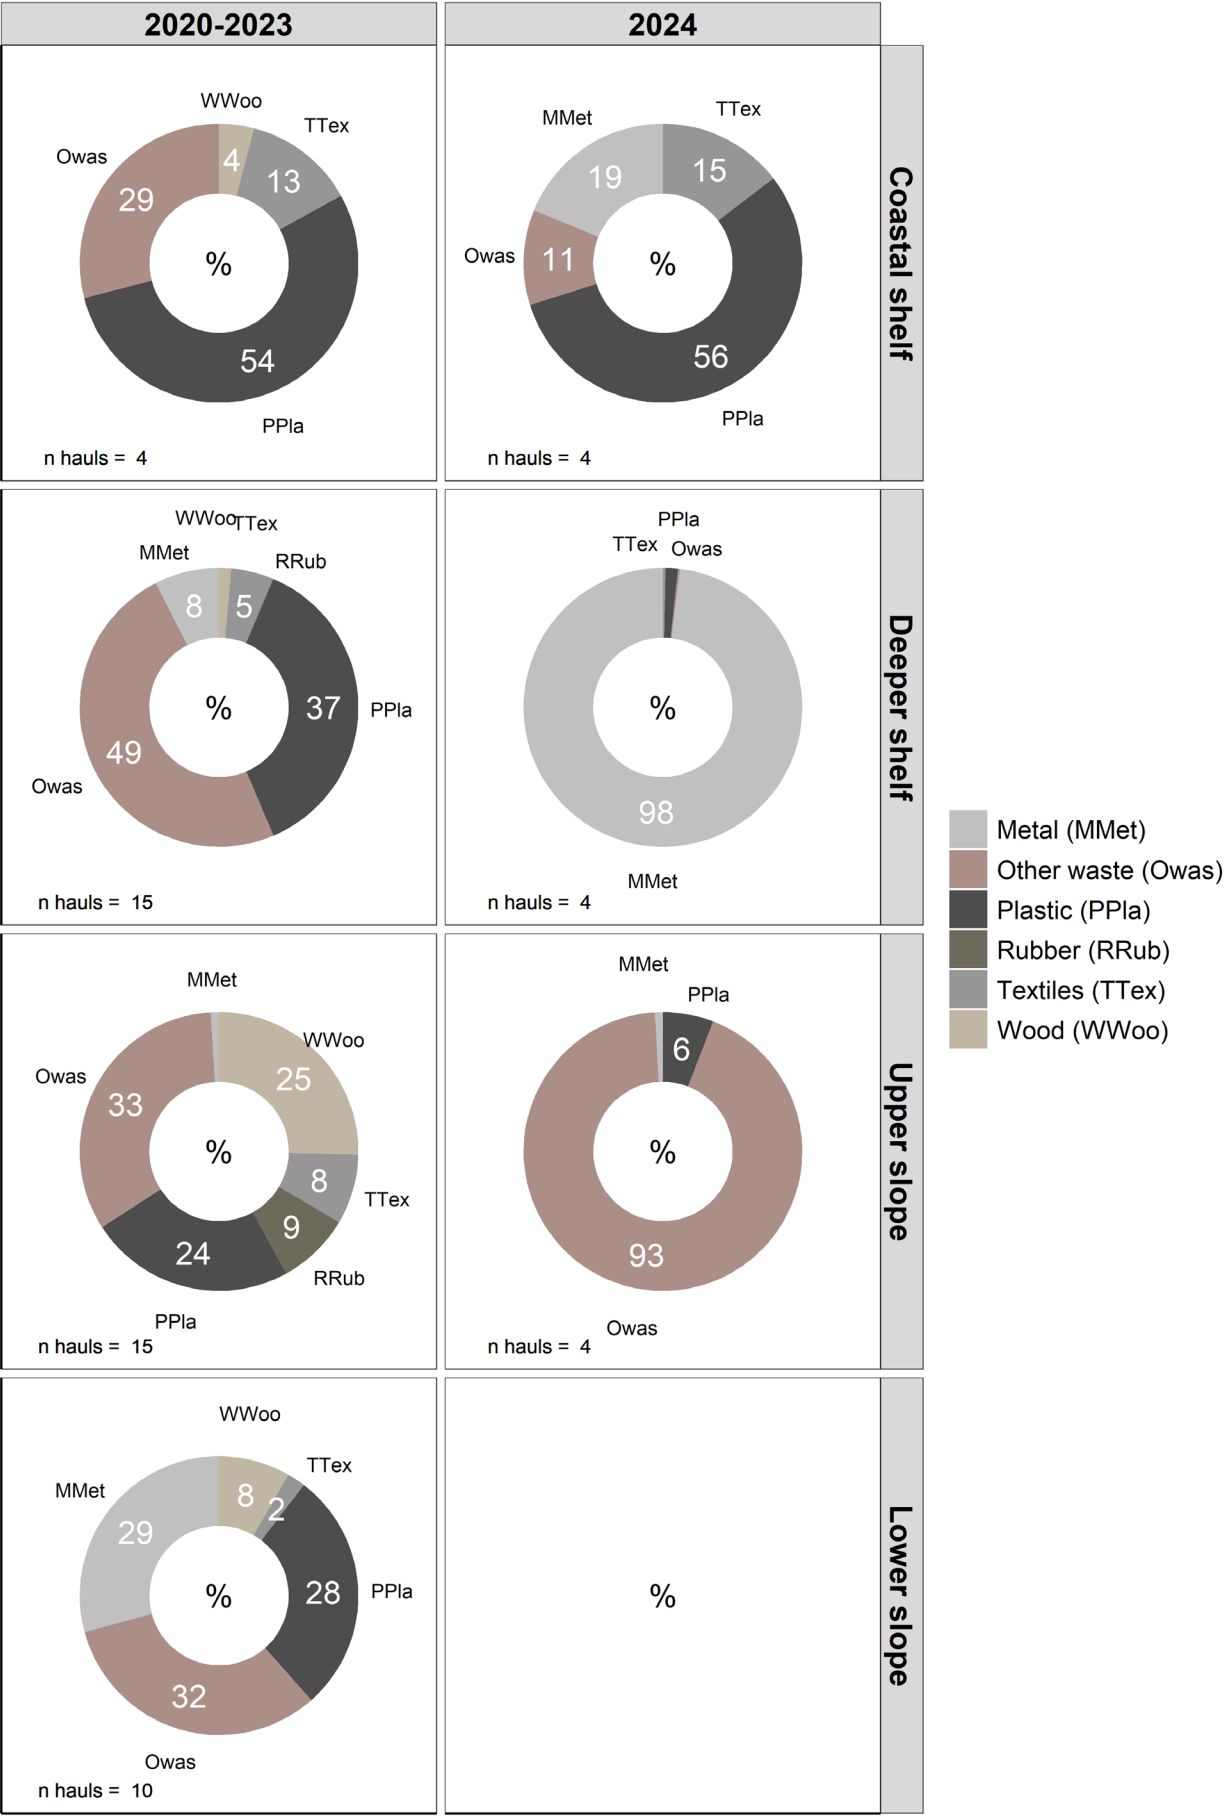 2020-2023
2024
WWoo
TTex
Owas
4
13
29
%
54
PPla
n hauls = 4
TTex
MMet
15
19
Owas
11
%
56
PPla
n hauls = 4
Coastal shelf
WWoo
TTex
MMet
RRub
8
5
%
37
PPla
49
Owas
n hauls = 15
PPla
TTex
Owas
%
98
MMet
n hauls = 4
Deeper shelf
MMet
WWoo
Owas
25
33
%
8
TTex
9
24
RRub
PPla
n hauls = 15
MMet
PPla
6
%
93
Owas
n hauls = 4
Upper slope
WWoo
TTex
MMet
8
2
29
%
28
PPla
32
Owas
n hauls = 10
%
Lower slope
Metal (MMet)
Other waste (Owas)
Plastic (PPla)
Rubber (RRub)
Textiles (TTex)
Wood (WWoo)